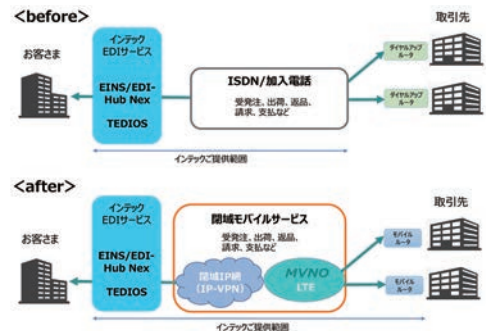 <before>
お客さま
インテック
EDIサービス
EINS/EDI-
Hub Nex
TEDIOS
ISDN/加入電話
受発注、出荷、返品、
請求、支払など
ダイヤルアップ
ルータ
ダイヤルアップ
ルータ
取引先
インテックご提供範囲
<after>
お客さま
インテック
EDIサービス
EINS/EDI-
Hub Nex
TEDIOS
閉域モバイルサービス
受発注、出荷、返品、
請求、支払など
閉域IP網
(IP-VPN)
MVNO
LTE
モバイル
ルータ
モバイル
ルータ
取引先
インテックご提供範囲